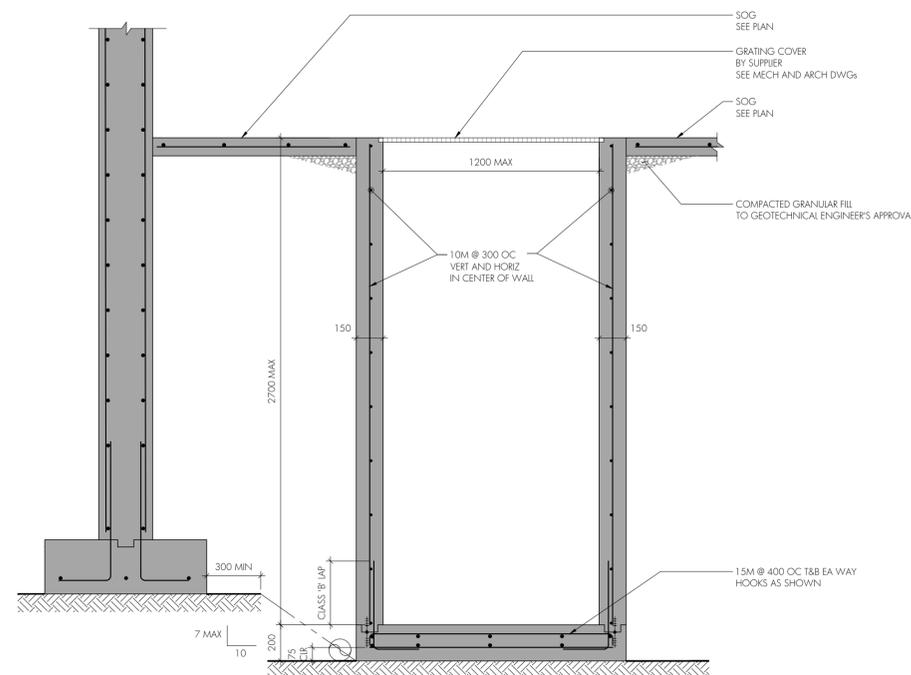 SOG
SEE PLAN
GRATING COVER
BY SUPPLIER
SEE MECH AND ARCH DWGs
SOG
SEE PLAN
1200 MAX
COMPACTED GRANULAR FILL
TO GEOTECHNICAL ENGINEER'S APPROVA
10M @ 300 OC
VERT AND HORIZ
IN CENTER OF WALL
150
150
2700 MAX
300 MIN
CLASS 'B' LAP
15M @ 400 OC T&B EA WAY
HOOKS AS SHOWN
7 MAX
10
200
75
CLR